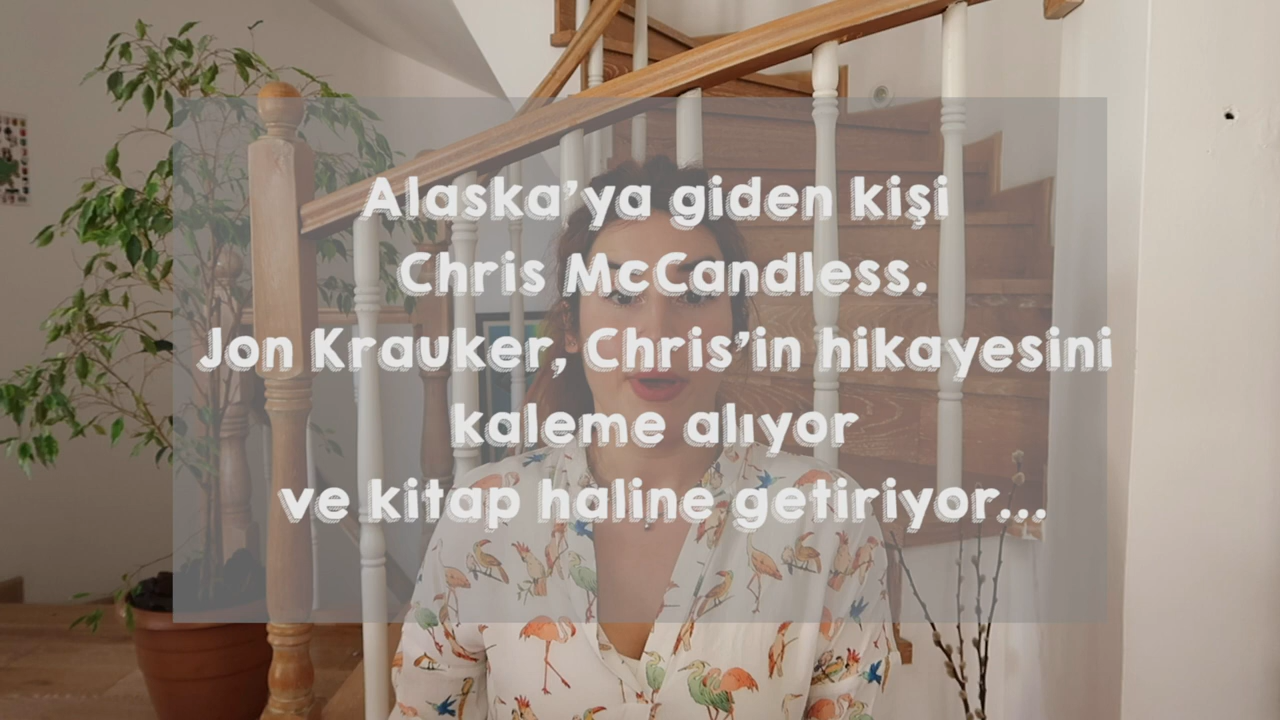 Alaska'ya giden kişi
Chris McCandless.
Jon Krauker, Chris'in hikayesini
kaleme alıyor
ve kitap haline getiriyor...